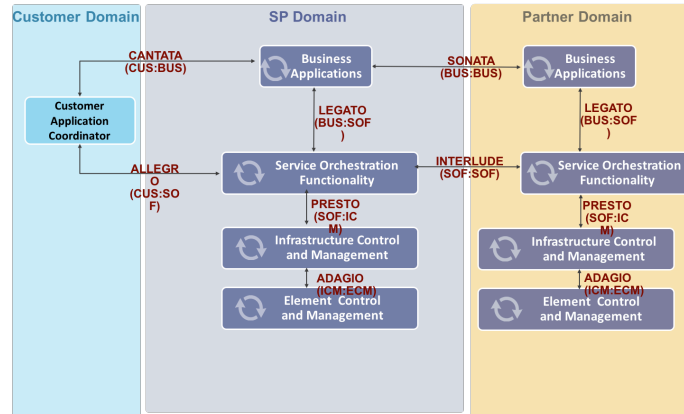 Customer Domain
SP Domain
Partner Domain
CANTATA
(CUS:BUS)
Business
Applications
SONATA
(BUS:BUS)
Business
Applications
Customer
Application
Coordinator
LEGATO
(BUS:SOF
)
LEGATO
(BUS:SOF
)
ALLEGR
O
(CUS:SO
F)
Service Orchestration
Functionality
INTERLUDE
(SOF:SOF)
Service Orchestration
Functionality
PRESTO
(SOF:IC
M)
PRESTO
(SOF:IC
M)
Infrastructure Control
and Management
Infrastructure Control
and Management
ADAGIO
(ICM:ECM)
ADAGIO
(ICM:ECM)
Element Control
and Management
Element Control
and Management